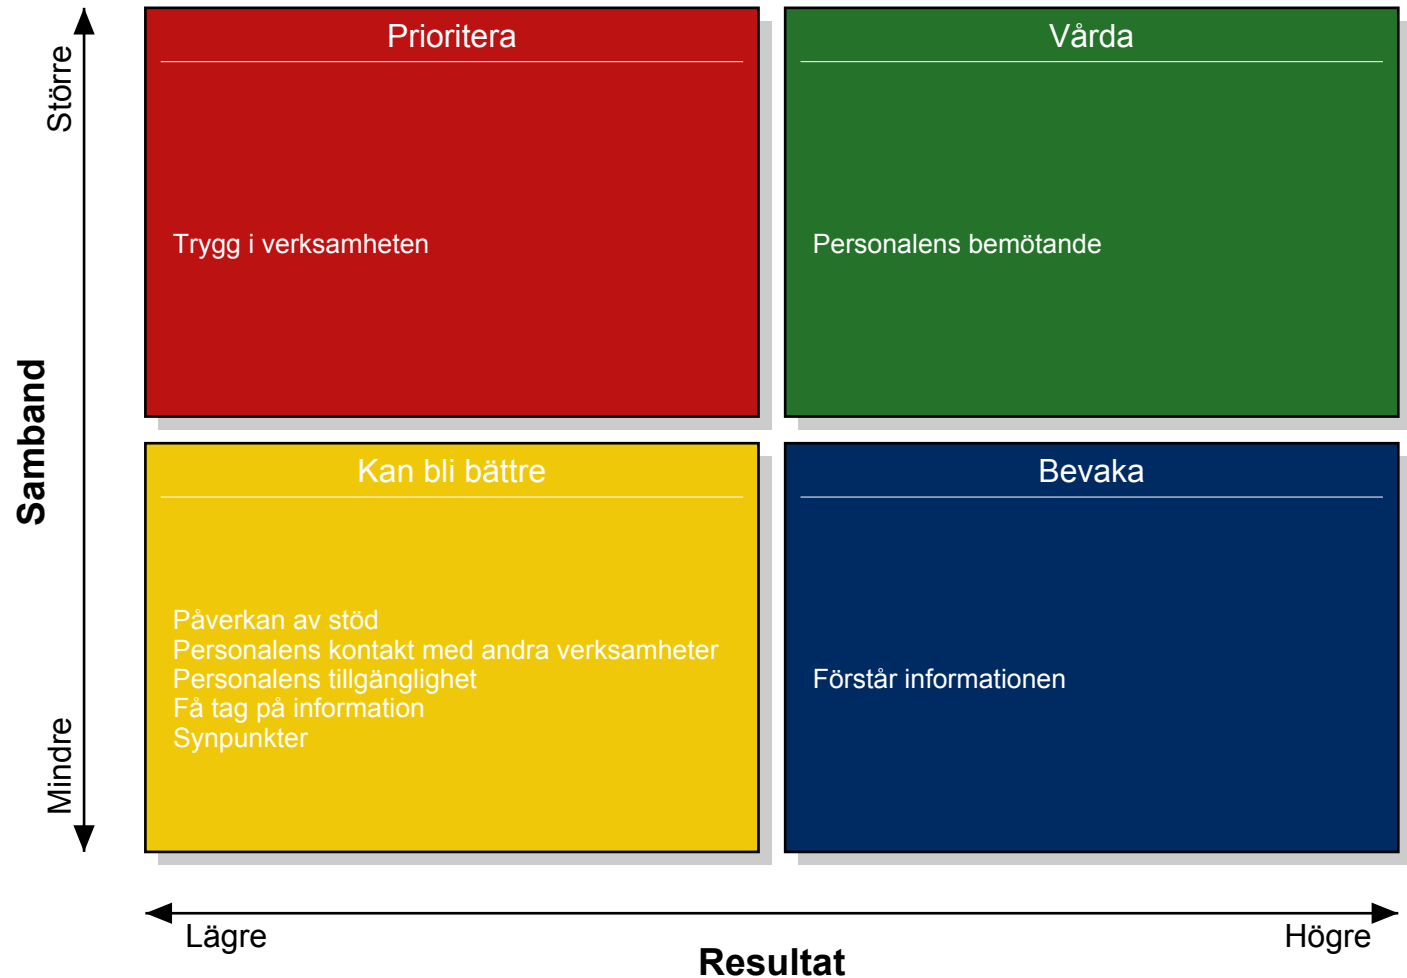 Större
Samband
Mindre
Prioritera
Trygg i verksamheten
Vårda
Personalens bemötande
Kan bli bättre
Påverkan av stöd
Personalens kontakt med andra verksamheter
Personalens tillgänglighet
Få tag på information
Synpunkter
Bevaka
Förstår informationen
Lägre
Högre
Resultat